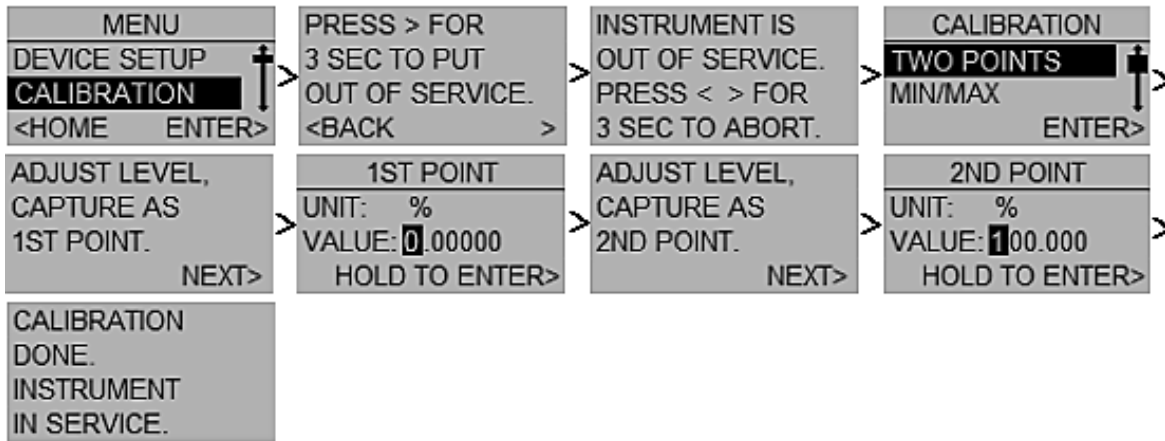 MENU
DEVICE SETUP
CALIBRATION
<HOME ENTER>
>
PRESS > FOR
3 SEC TO PUT
OUT OF SERVICE.
<BACK >
>
INSTRUMENT IS
OUT OF SERVICE.
PRESS < > FOR
3 SEC TO ABORT.
>
CALIBRATION
TWO POINTS
MIN/MAX
ENTER>
>
ADJUST LEVEL,
CAPTURE AS
1ST POINT.
NEXT>
>
1ST POINT
UNIT: %
VALUE: 0.00000
HOLD TO ENTER>
>
ADJUST LEVEL,
CAPTURE AS
2ND POINT.
NEXT>
>
2ND POINT
UNIT: %
VALUE: 100.000
HOLD TO ENTER>
>
CALIBRATION
DONE.
INSTRUMENT
IN SERVICE.